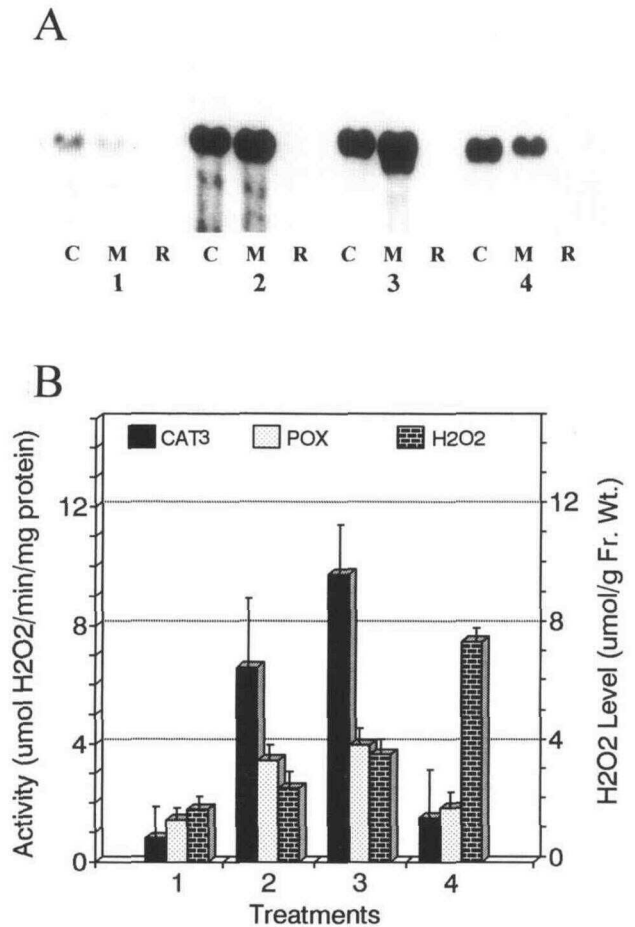 A
C M R C M R C M R C M R
1 2 3 4
B
CAT3 POX H2O2
Activity (umol H2O2/min/mg protein)
12
8
4
0
H2O2 Level (umol/g Fr. Wt.)
12
8
4
0
1 2 3 4
Treatments